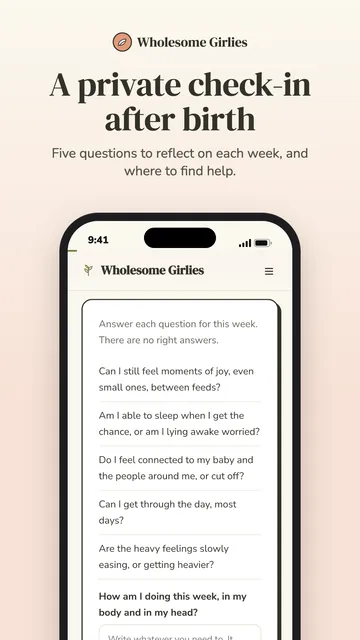 Wholesome Girlies
A private check-in
after birth
Five questions to reflect on each week, and
where to find help.
9:41
Wholesome Girlies
Answer each question for this week.
There are no right answers.
Can I still feel moments of joy, even
small ones, between feeds?
Am I able to sleep when I get the
chance, or am I lying awake worried?
Do I feel connected to my baby and
the people around me, or cut off?
Can I get through the day, most
days?
Are the heavy feelings slowly
easing, or getting heavier?
How am I doing this week, in my
body and in my head?
Write whatever you need to. It